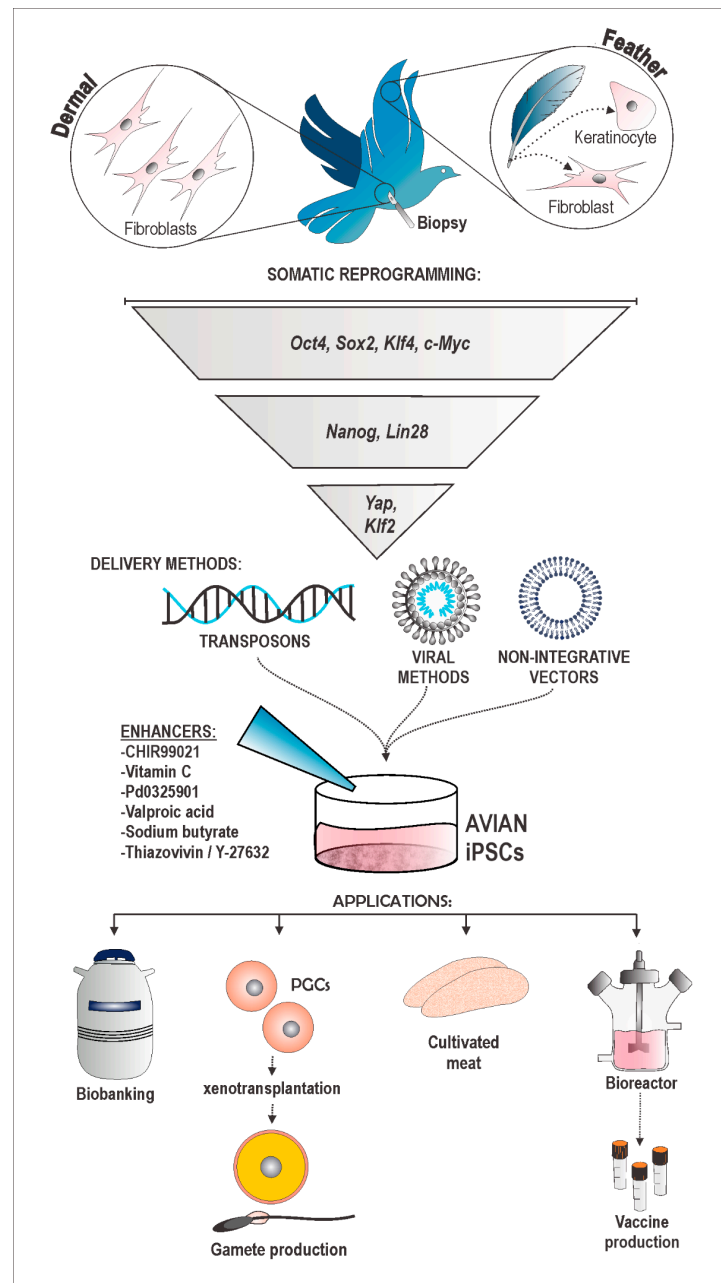 Dermal
Fibroblasts
Feather
Keratinocyte
Fibroblast
Biopsy
SOMATIC REPROGRAMMING:
Oct4, Sox2, Klf4, c-Myc
Nanog, Lin28
Yap,
Klf2
DELIVERY METHODS:
TRANSPOSONS
VIRAL
METHODS
NON-INTEGRATIVE
VECTORS
ENHANCERS:
-CHIR99021
-Vitamin C
-Pd0325901
-Valproic acid
-Sodium butyrate
-Thiazovivin / Y-27632
AVIAN
iPSCs
APPLICATIONS:
Biobanking
PGCs
xenotransplantation
Gamete production
Cultivated
meat
Bioreactor
Vaccine
production